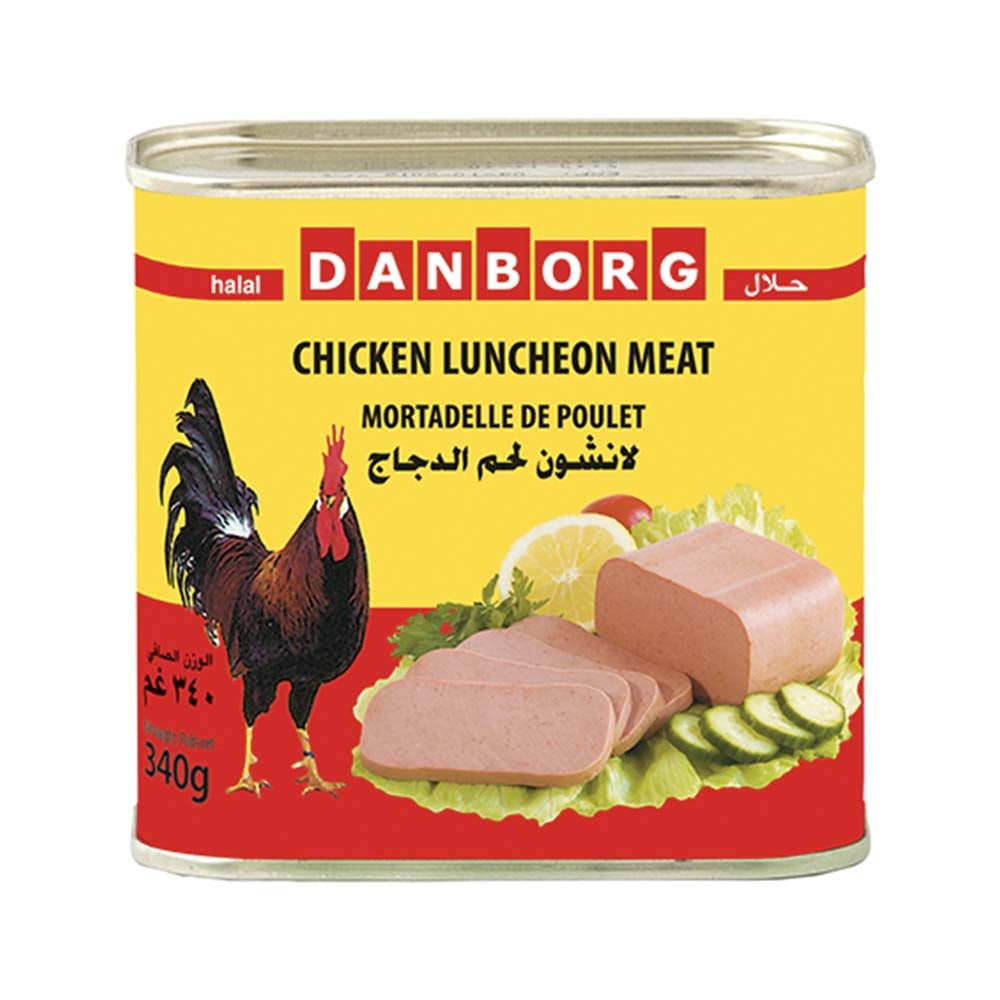 halal DANBORG حلال
CHICKEN LUNCHEON MEAT
MORTADELLE DE POULET
لانشون لحم الدجاج
الوزن الصافي
٣٤٠ غم
340g